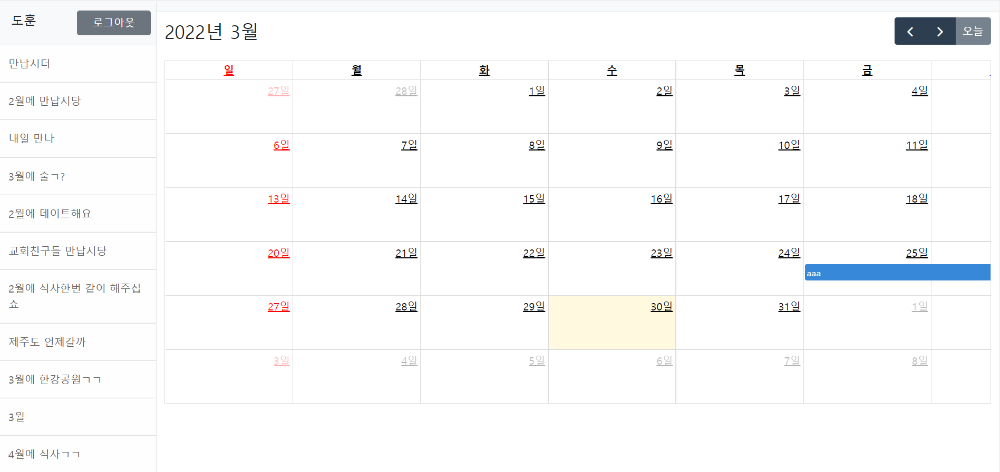 도훈
로그아웃
만납시더
2월에 만납시당
내일 만나
3월에 술ㄱ?
2월에 데이트해요
교회친구들 만납시당
2월에 식사한번 같이 해주십
쇼
제주도 언제갈까
3월에 한강공원ㄱㄱ
3월
4월에 식사ㄱㄱ
2022년 3월
오늘
일 월 화 수 목 금
27일 28일 1일 2일 3일 4일
6일 7일 8일 9일 10일 11일
13일 14일 15일 16일 17일 18일
20일 21일 22일 23일 24일 25일
aaa
27일 28일 29일 30일 31일 1일
3일 4일 5일 6일 7일 8일